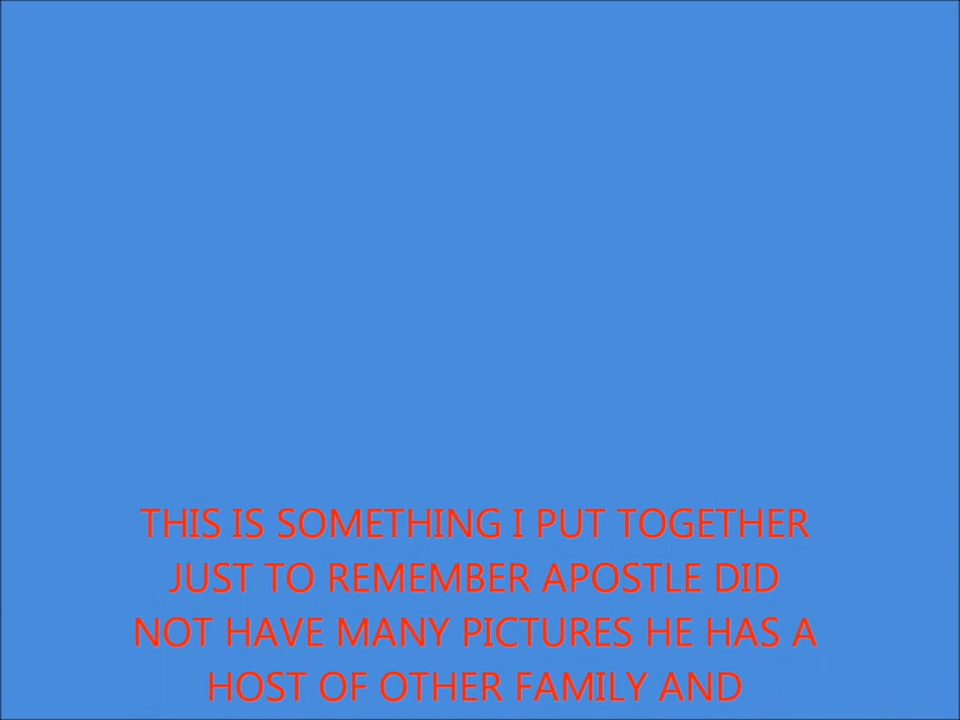 THIS IS SOMETHING I PUT TOGETHER
JUST TO REMEMBER APOSTLE DID
NOT HAVE MANY PICTURES HE HAS A
HOST OF OTHER FAMILY AND